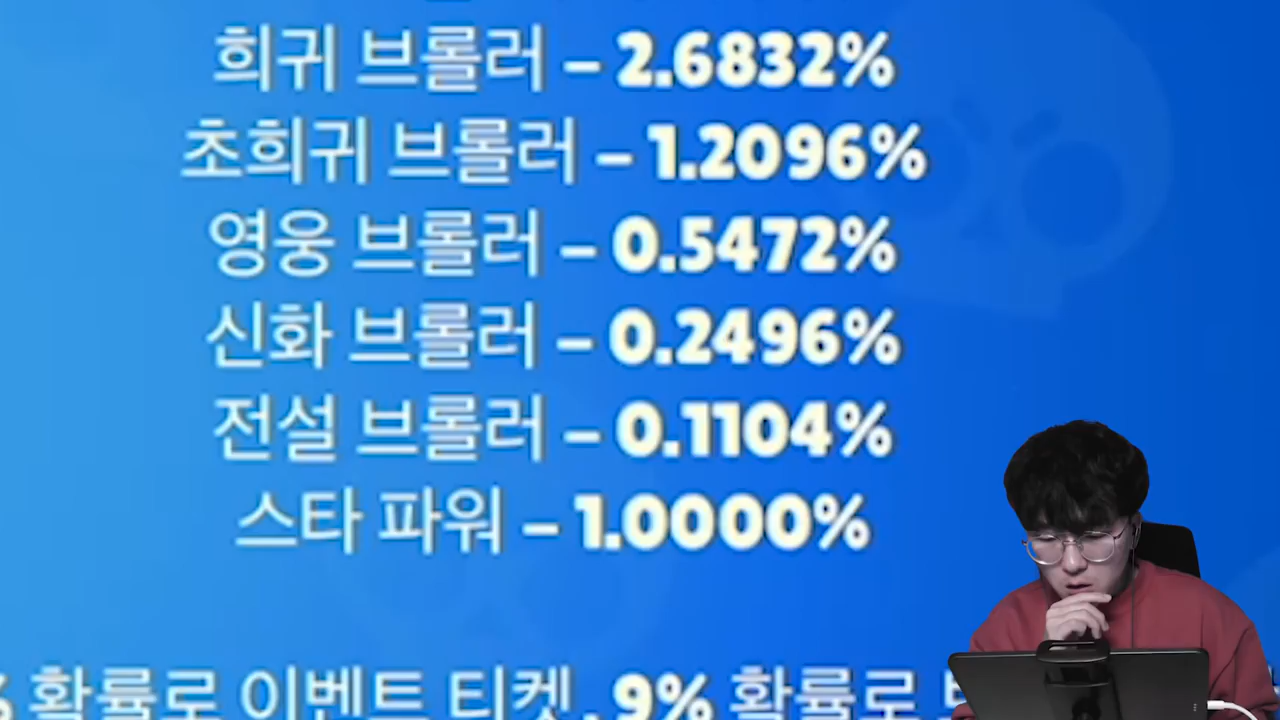 희귀 브롤러 – 2.6832%
초희귀 브롤러 – 1.2096%
영웅 브롤러 – 0.5472%
신화 브롤러 – 0.2496%
전설 브롤러 – 0.1104%
스타 파워 – 1.0000%
% 확률로 이벤트 티켓, 9% 확률로